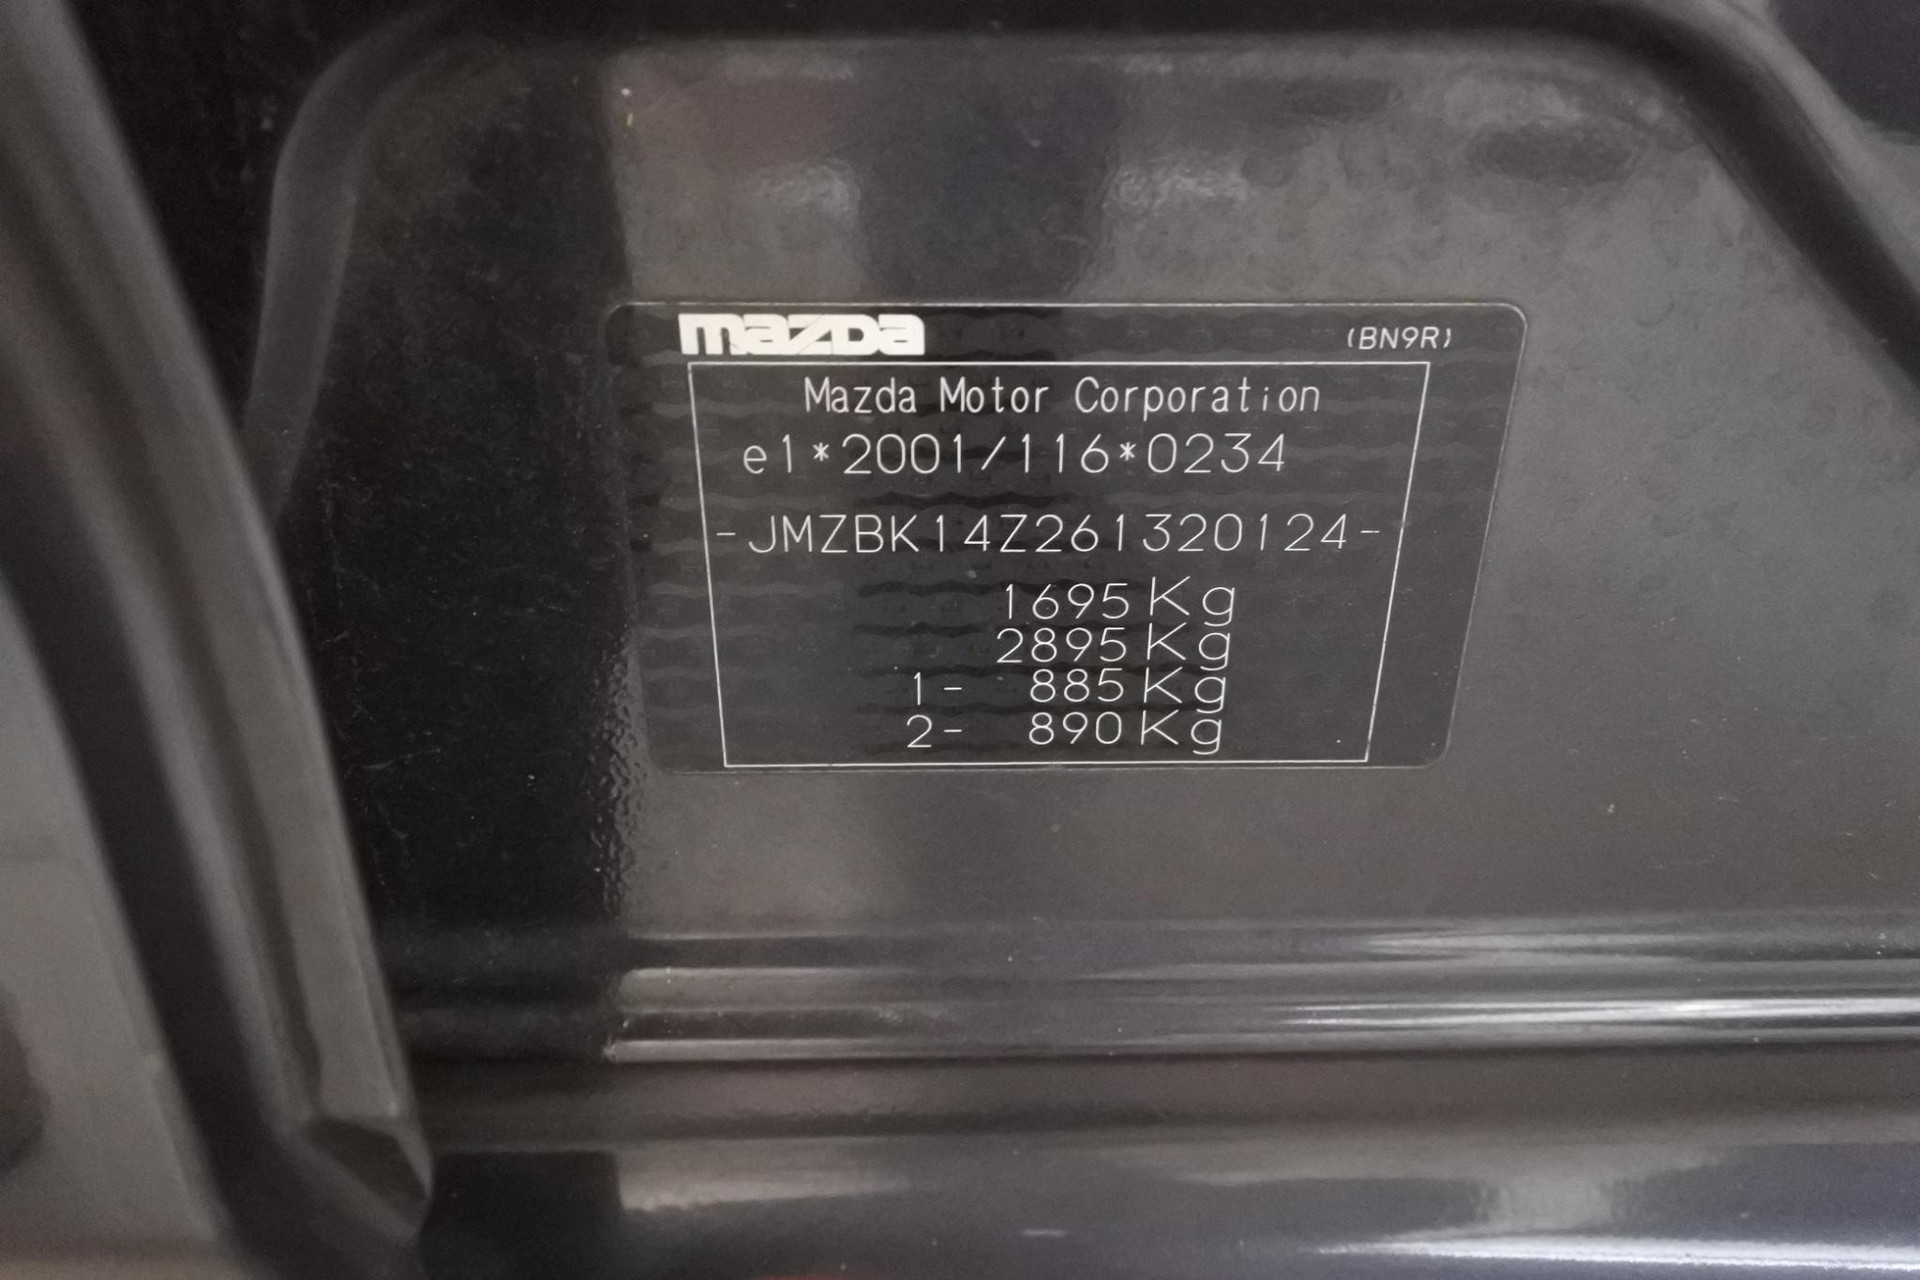 mazda (BN9R)
Mazda Motor Corporation
e1*2001/116*0234
-JMZBK14Z261320124-
1695Kg
2895Kg
1- 885Kg
2- 890Kg